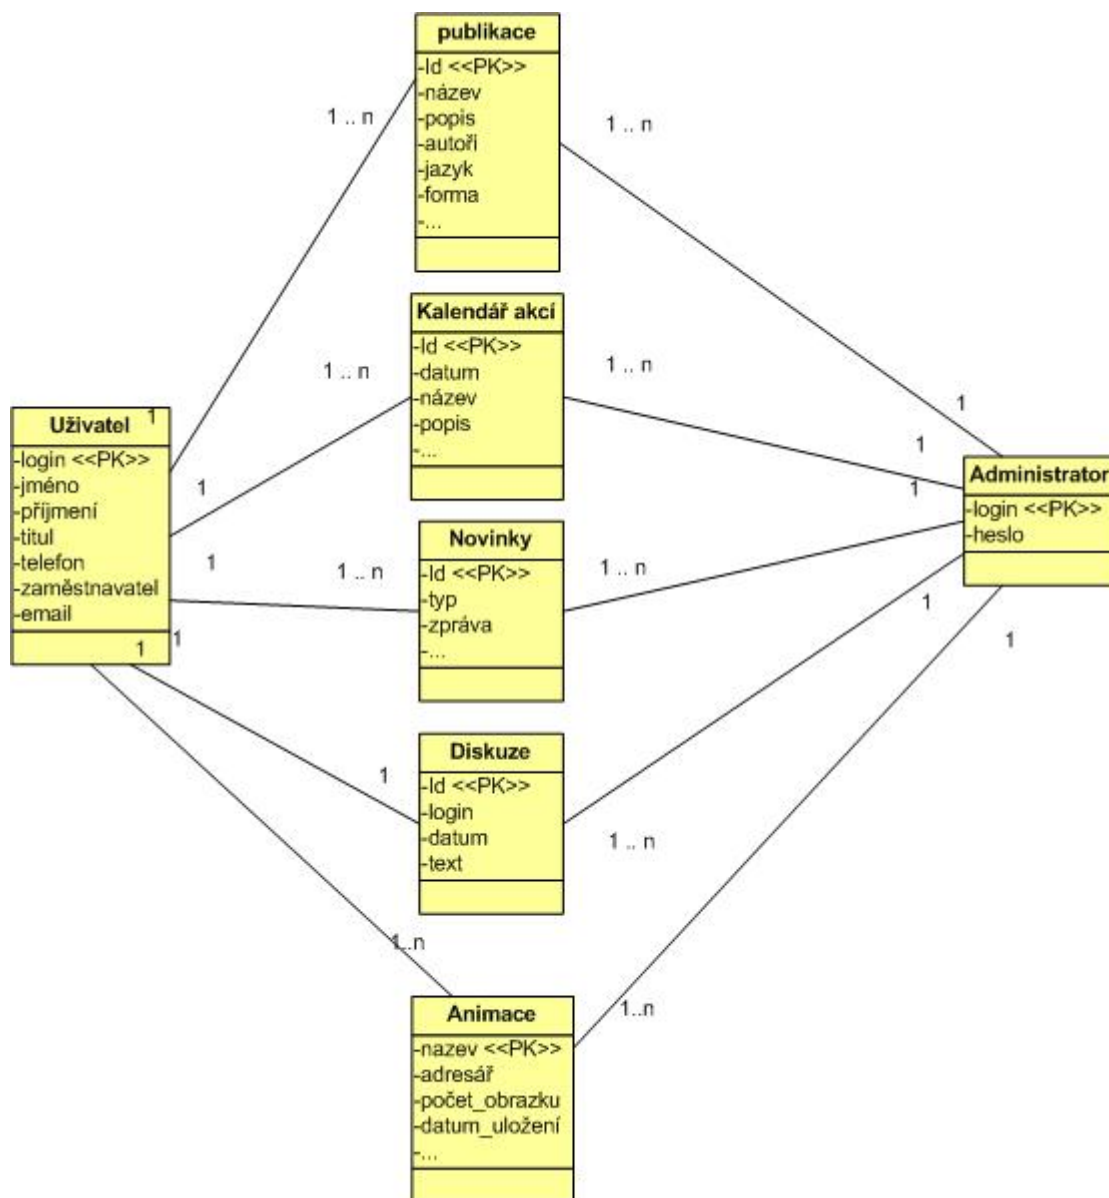 publikace
-Id <<PK>>
-název
-popis
-autoři
-jazyk
-forma
-...
1 .. n
1 .. n
Kalendář akcí
-Id <<PK>>
-datum
-název
-popis
-...
1 .. n
1 .. n
1
1
1
1
Uživatel
-login <<PK>>
-jméno
-příjmení
-titul
-telefon
-zaměstnavatel
-email
1
1
1
1
Administrator
-login <<PK>>
-heslo
Novinky
-Id <<PK>>
-typ
-zpráva
-...
1 .. n
1 .. n
1
1
Diskuze
-Id <<PK>>
-login
-datum
-text
1
1 .. n
1..n
1..n
Animace
-nazev <<PK>>
-adresář
-počet_obrazku
-datum_uložení
-...